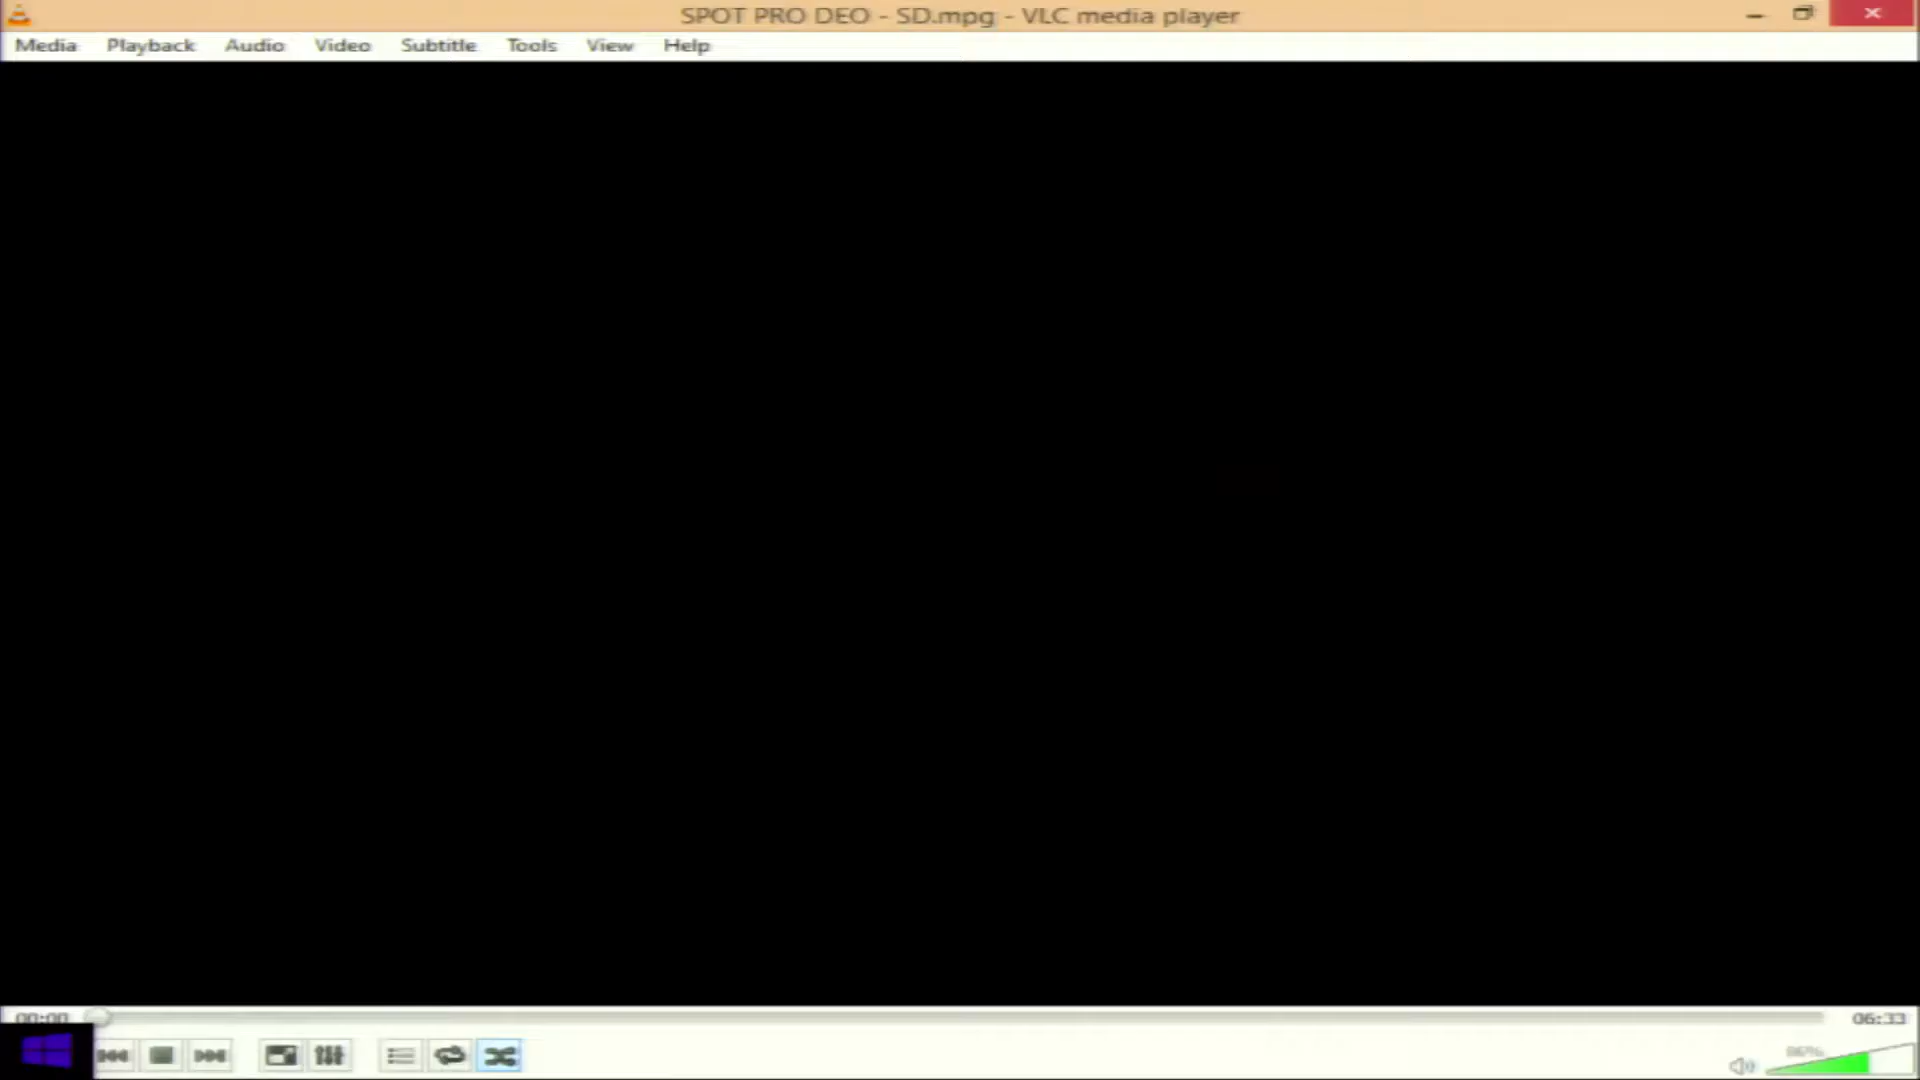 SPOT PRO DEO - SD.mpg - VLC media player
Media Playback Audio Video Subtitle Tools View Help
00:00 06:33
86%